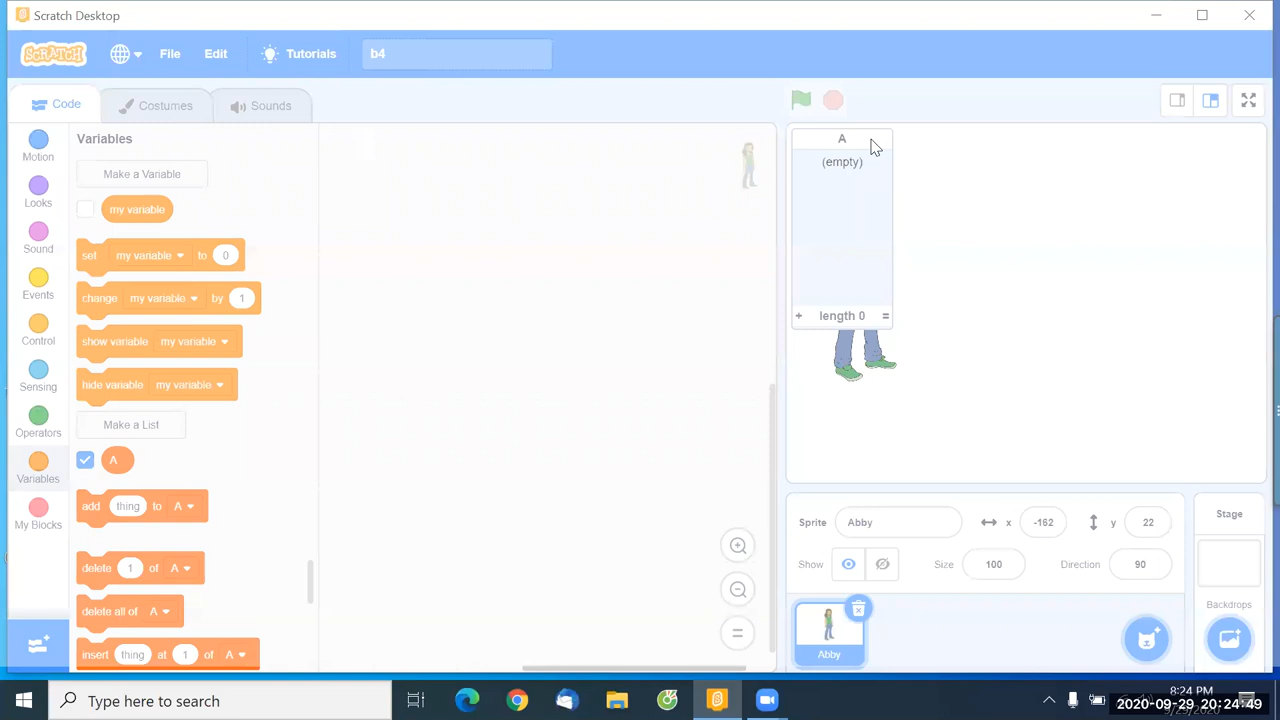 Scratch Desktop
SCRATCH
File
Edit
Tutorials
b4
Code
Costumes
Sounds
Motion
Looks
Sound
Events
Control
Sensing
Operators
Variables
My Blocks
Variables
Make a Variable
my variable
set my variable to 0
change my variable by 1
show variable my variable
hide variable my variable
Make a List
A
add thing to A
delete 1 of A
delete all of A
insert thing at 1 of A
A
(empty)
+ length 0 =
Sprite Abby x -162 y 22
Show Size 100 Direction 90
Abby
Stage
Backdrops
Type here to search
8:24 PM
2020-09-29 20:24:49